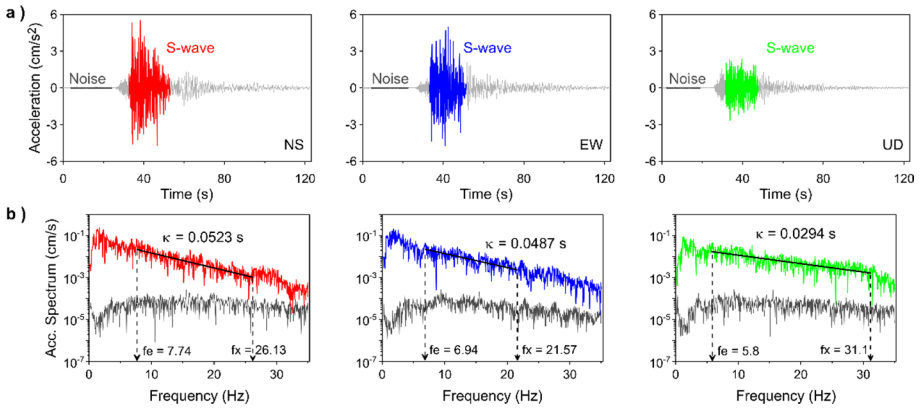 a )
Acceleration (cm/s2)
6
3
0
-3
-6
Noise
S-wave
NS
0 40 80 120
Time (s)
6
3
0
-3
-6
Noise
S-wave
EW
0 40 80 120
Time (s)
6
3
0
-3
-6
Noise
S-wave
UD
0 40 80 120
Time (s)
b )
Acc. Spectrum (cm/s)
10-1
10-3
10-5
10-7
κ = 0.0523 s
fe = 7.74
fx = 26.13
0 10 20 30
Frequency (Hz)
10-1
10-3
10-5
10-7
κ = 0.0487 s
fe = 6.94
fx = 21.57
0 10 20 30
Frequency (Hz)
10-1
10-3
10-5
10-7
κ = 0.0294 s
fe = 5.8
fx = 31.1
0 10 20 30
Frequency (Hz)